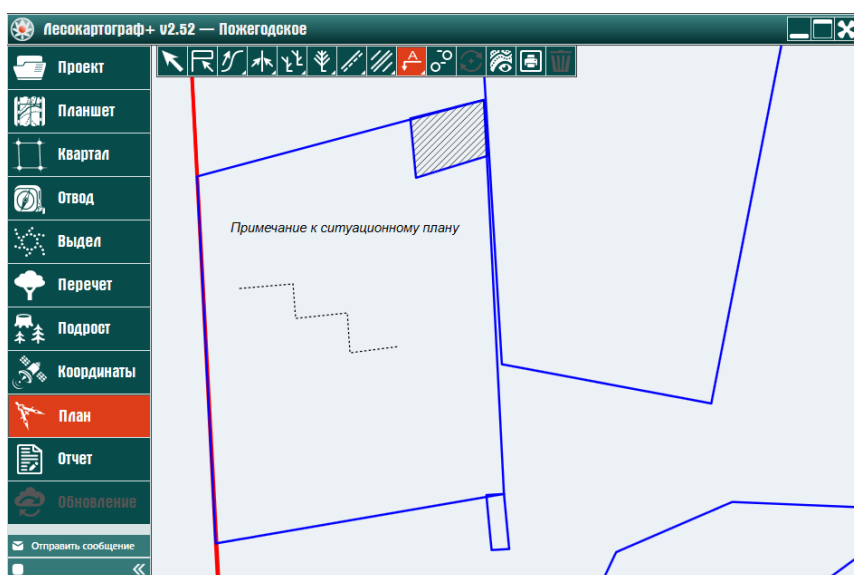 Лесокартограф+ v2.52 — Пожегодское
Проект
Планшет
Квартал
Отвод
Выдел
Перечет
Подрост
Координаты
План
Отчет
Обновление
Отправить сообщение
A
Примечание к ситуационному плану